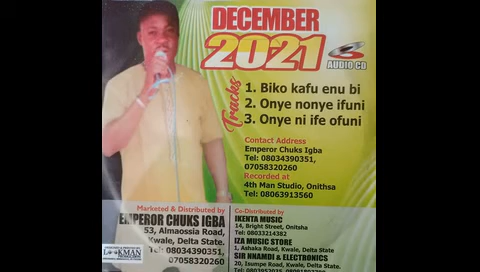 DECEMBER
2021
AUDIO CD
Tracks
1. Biko kafu enu bi
2. Onye nonye ifuni
3. Onye ni ife ofuni
Contact Address
Emperor Chuks Igba
Tel: 08034390351,
07058320260
Recorded at
4th Man Studio, Onithsa
Tel: 08063913560
Marketed & Distributed by
EMPEROR CHUKS IGBA
53, Almaossia Road,
Kwale, Delta State.
Tel: 08034390351,
07058320260
Co-Distributed by
IKENTA MUSIC
14, Bright Street, Onitsha
Tel: 08033214382
IZA MUSIC STORE
1, Ashaka Road, Kwale, Delta State
SIR NNAMDI & ELECTRONICS
20, Isumpe Road, Kwale, Delta State